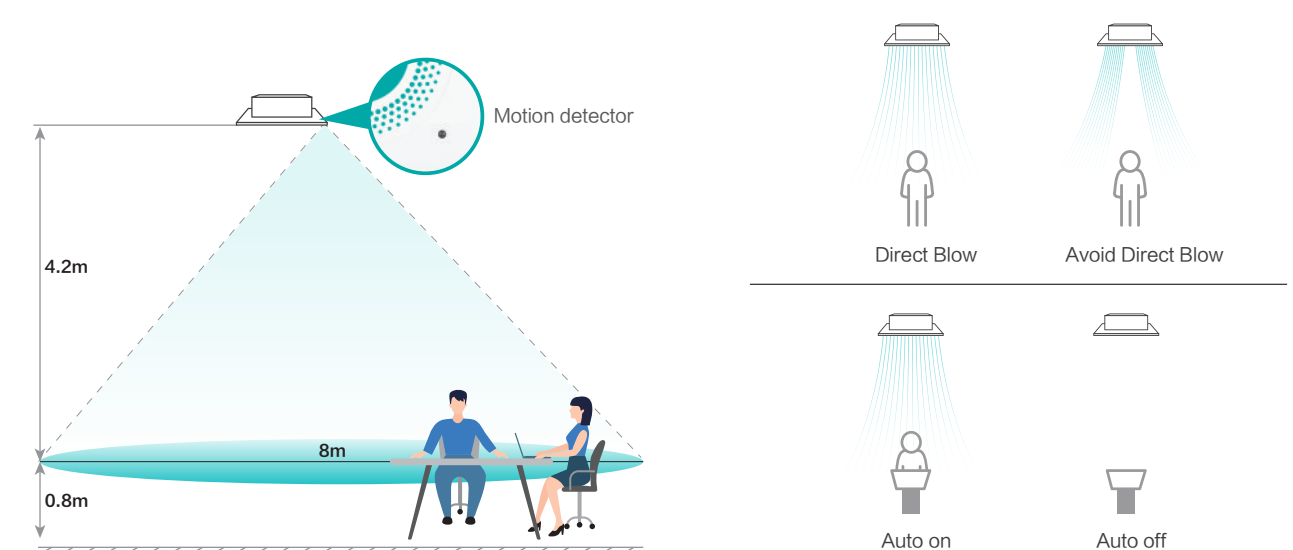 Motion detector
4.2m
8m
0.8m
Direct Blow
Avoid Direct Blow
Auto on
Auto off